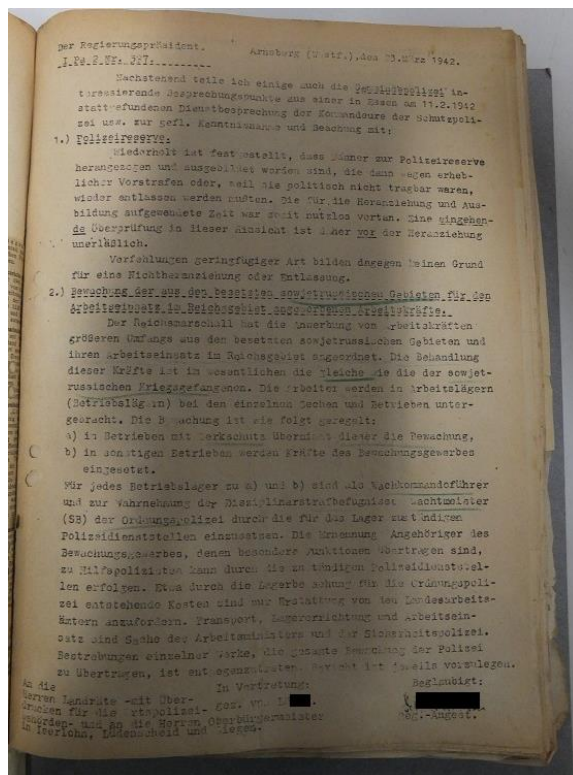 Der Regierungspräsident.
I Pa 2 Nr. 337.
Arnsberg (Westf.), den 23. März 1942.
Nachstehend teile ich einige auch die Gendiepolizei in-
teressierende Besprechungspunkte aus einer in Essen am 11.2.1942
stattgefundenen Dienstbesprechung der Kommandeure der Schutzpoli-
zei usw. zur gefl. Kenntnisnahme und Beachung mit:
1.) Polizeireserve.
Wiederholt ist festgestellt, dass Männer zur Polizeireserve
herangezogen und ausgebildet worden sind, die dann wegen erheb-
licher Vorstrafen oder, weil sie politisch nicht tragbar waren,
wieder entlassen werden mußten. Die für die Heranziehung und Aus-
bildung aufgewendete Zeit war somit nutzlos vertan. Eine eingehen-
de Überprüfung in dieser Hinsicht ist daher vor der Heranziehung
unerläßlich.
Verfehlungen geringfügiger Art bilden dagegen keinen Grund
für eine Nichtheranziehung oder Entlassung.
2.) Bewachung der aus den besetzten sowjetrussischen Gebieten für den
Arbeitseinsatz im Reichsgebiet angeworbenen Arbeitskräfte.
Der Reichsmarschall hat die Anwerbung von Arbeitskräften
größeren Umfangs aus den besetzten sowjetrussischen Gebieten und
ihren Arbeitseinsatz im Reichsgebiet angeordnet. Die Behandlung
dieser Kräfte ist im wesentlichen die gleiche wie die der sowjet-
russischen Kriegsgefangenen. Die Arbeiter werden in Arbeitslägern
(Betriebslägern) bei den einzelnen Zechen und Betrieben unter-
gebracht. Die Bewachung ist wie folgt geregelt:
a) in Betrieben mit Werkschutz übernimmt dieser die Bewachung,
b) in sonstigen Betrieben werden Kräfte des Bewachungsgewerbes
eingesetzt.
Für jedes Betriebslager zu a) und b) sind als Wachkommandoführer
und zur Wahrnehmung der Disziplinarstrafbefugnisse Wachtmeister
(SB) der Ordnungspolizei durch die für das Lager zuständigen
Polizeidienststellen einzusetzen. Die Ernennung Angehöriger des
Bewachungsgewerbes, denen besondere Funktionen übertragen sind,
zu Hilfspolizisten kann durch die zuständigen Polizeidienststel-
len erfolgen. Etwa durch die Lagerbewachung für die Ordnungspoli-
zei entstehende Kosten sind zur Erstattung von den Landesarbeits-
ämtern anzufordern. Transport, Lagererrichtung und Arbeitsein-
satz sind Sache des Arbeitsministers und der Sicherheitspolizei.
Bestrebungen einzelner Werke, die gesamte Bewachung der Polizei
zu übertragen, ist entgegenzutreten. Bericht ist jeweils vorzulegen.
An die
Herren Landräte -mit Über-
drucken für die Ortspolizei-
behörden- und an die Herren Oberbürgermeister
in Iserlohn, Lüdenscheid und Siegen.
In Vertretung:
gez. von
Beglaubigt:
Reg.-Angest.